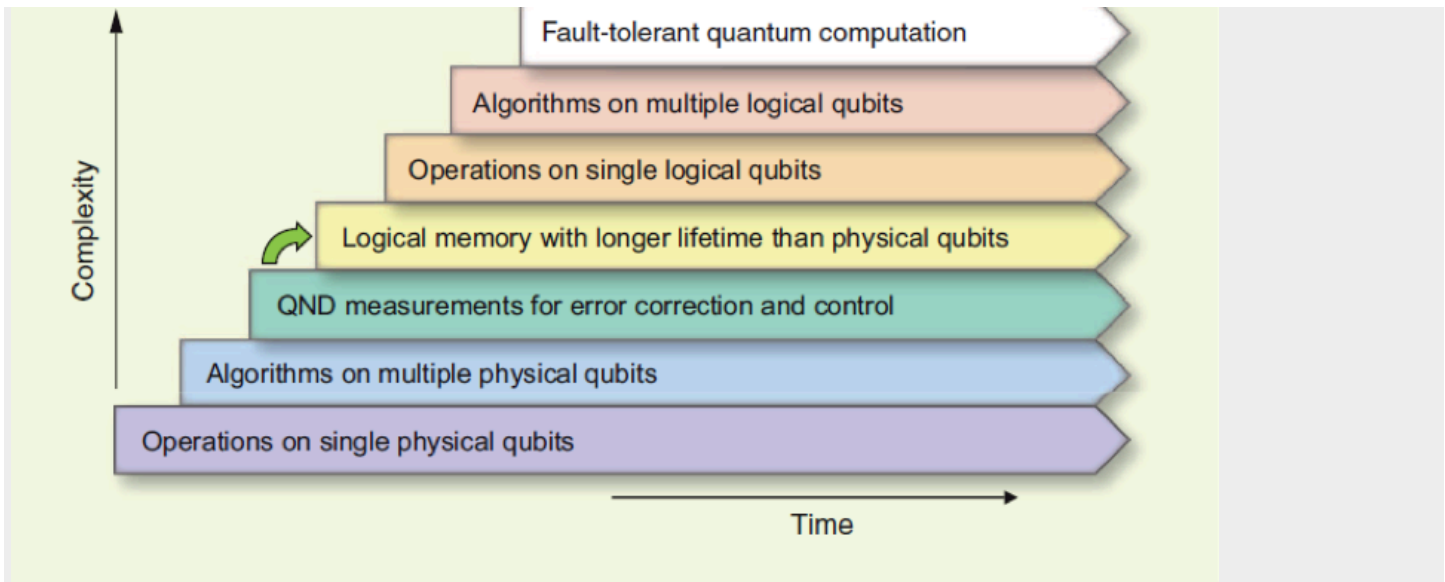 Fault-tolerant quantum computation
Algorithms on multiple logical qubits
Operations on single logical qubits
Complexity
Logical memory with longer lifetime than physical qubits
QND measurements for error correction and control
Algorithms on multiple physical qubits
Operations on single physical qubits
Time